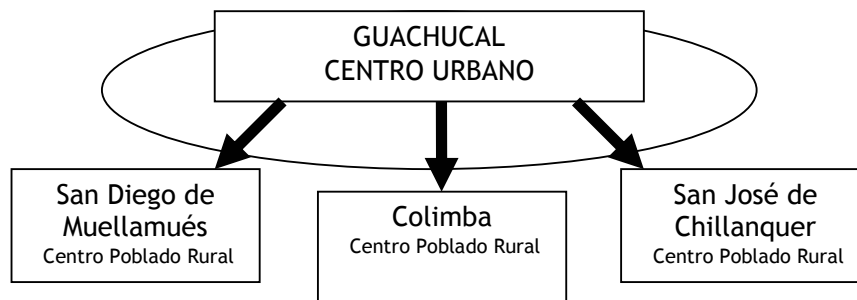 GUACHUCAL
CENTRO URBANO
San Diego de
Muellamués
Centro Poblado Rural
Colimba
Centro Poblado Rural
San José de
Chillanquer
Centro Poblado Rural